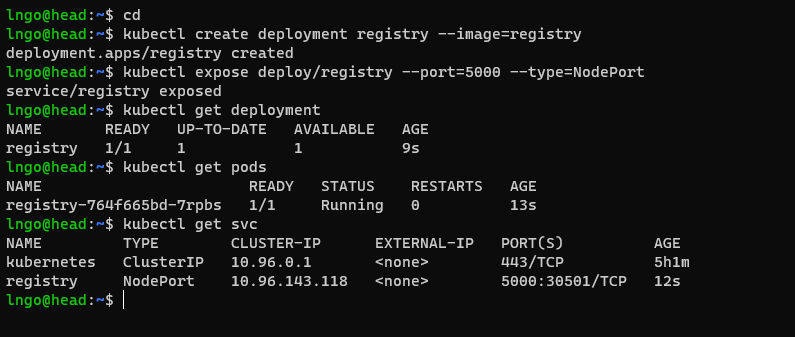 lngo@head:~$ cd
lngo@head:~$ kubectl create deployment registry --image=registry
deployment.apps/registry created
lngo@head:~$ kubectl expose deploy/registry --port=5000 --type=NodePort
service/registry exposed
lngo@head:~$ kubectl get deployment
NAME       READY   UP-TO-DATE   AVAILABLE   AGE
registry   1/1     1            1           9s
lngo@head:~$ kubectl get pods
NAME                       READY   STATUS    RESTARTS   AGE
registry-764f665bd-7rpbs   1/1     Running   0          13s
lngo@head:~$ kubectl get svc
NAME         TYPE        CLUSTER-IP      EXTERNAL-IP   PORT(S)          AGE
kubernetes   ClusterIP   10.96.0.1       <none>        443/TCP          5h1m
registry     NodePort    10.96.143.118   <none>        5000:30501/TCP   12s
lngo@head:~$